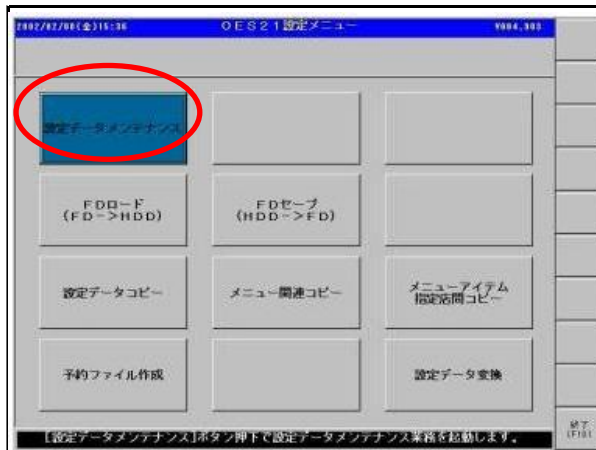 2002/02/08(金)15:36 OES21設定メニュー V004.003
設定データメンテナンス
FDロード FDセーブ
(FD->HDD) (HDD->FD)
設定データコピー メニュー関連コピー メニューアイテム
指定店間コピー
予約ファイル作成 設定データ変換
終了
(F10)
[設定データメンテナンス]ボタン押下で設定データメンテナンス業務を起動します。